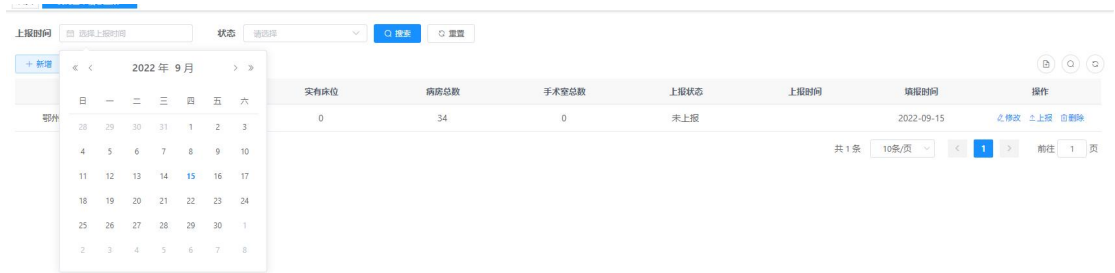 上报时间 选择上报时间 状态 请选择 搜索 重置
+ 新增
« < 2022 年 9 月 > »
日 一 二 三 四 五 六
28 29 30 31 1 2 3
4 5 6 7 8 9 10
11 12 13 14 15 16 17
18 19 20 21 22 23 24
25 26 27 28 29 30 1
2 3 4 5 6 7 8
实有床位 病房总数 手术室总数 上报状态 上报时间 填报时间 操作
鄂州 0 34 0 未上报 2022-09-15 修改 上报 删除
共 1 条 10条/页 < 1 > 前往 1 页